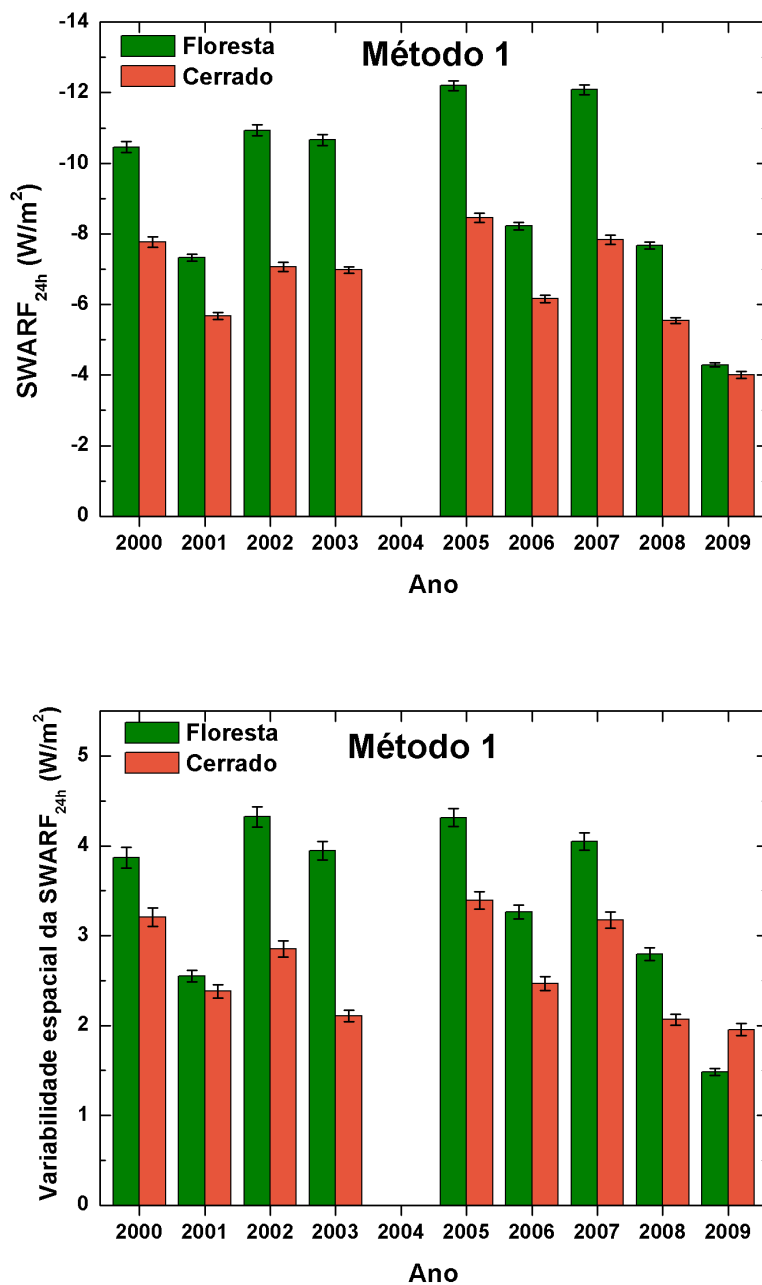 Método 1
Floresta
Cerrado
SWARF24h (W/m²)
-14
-12
-10
-8
-6
-4
-2
0
2000 2001 2002 2003 2004 2005 2006 2007 2008 2009
Ano
Método 1
Floresta
Cerrado
Variabilidade espacial da SWARF24h (W/m²)
5
4
3
2
1
0
2000 2001 2002 2003 2004 2005 2006 2007 2008 2009
Ano